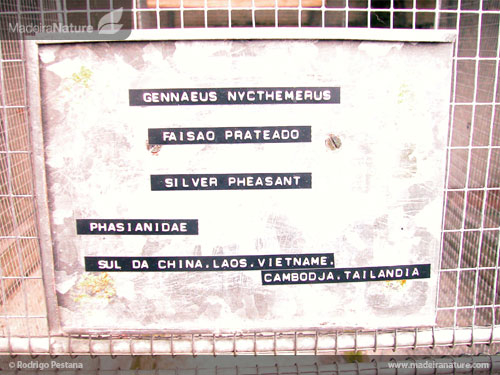 MadeiraNature
GENNAEUS NYCTHEMERUS
FAISAO PRATEADO
SILVER PHEASANT
PHASIANIDAE
SUL DA CHINA.LAOS.VIETNAME.
CAMBODJA.TAILANDIA
© Rodrigo Pestana
www.madeiranature.com